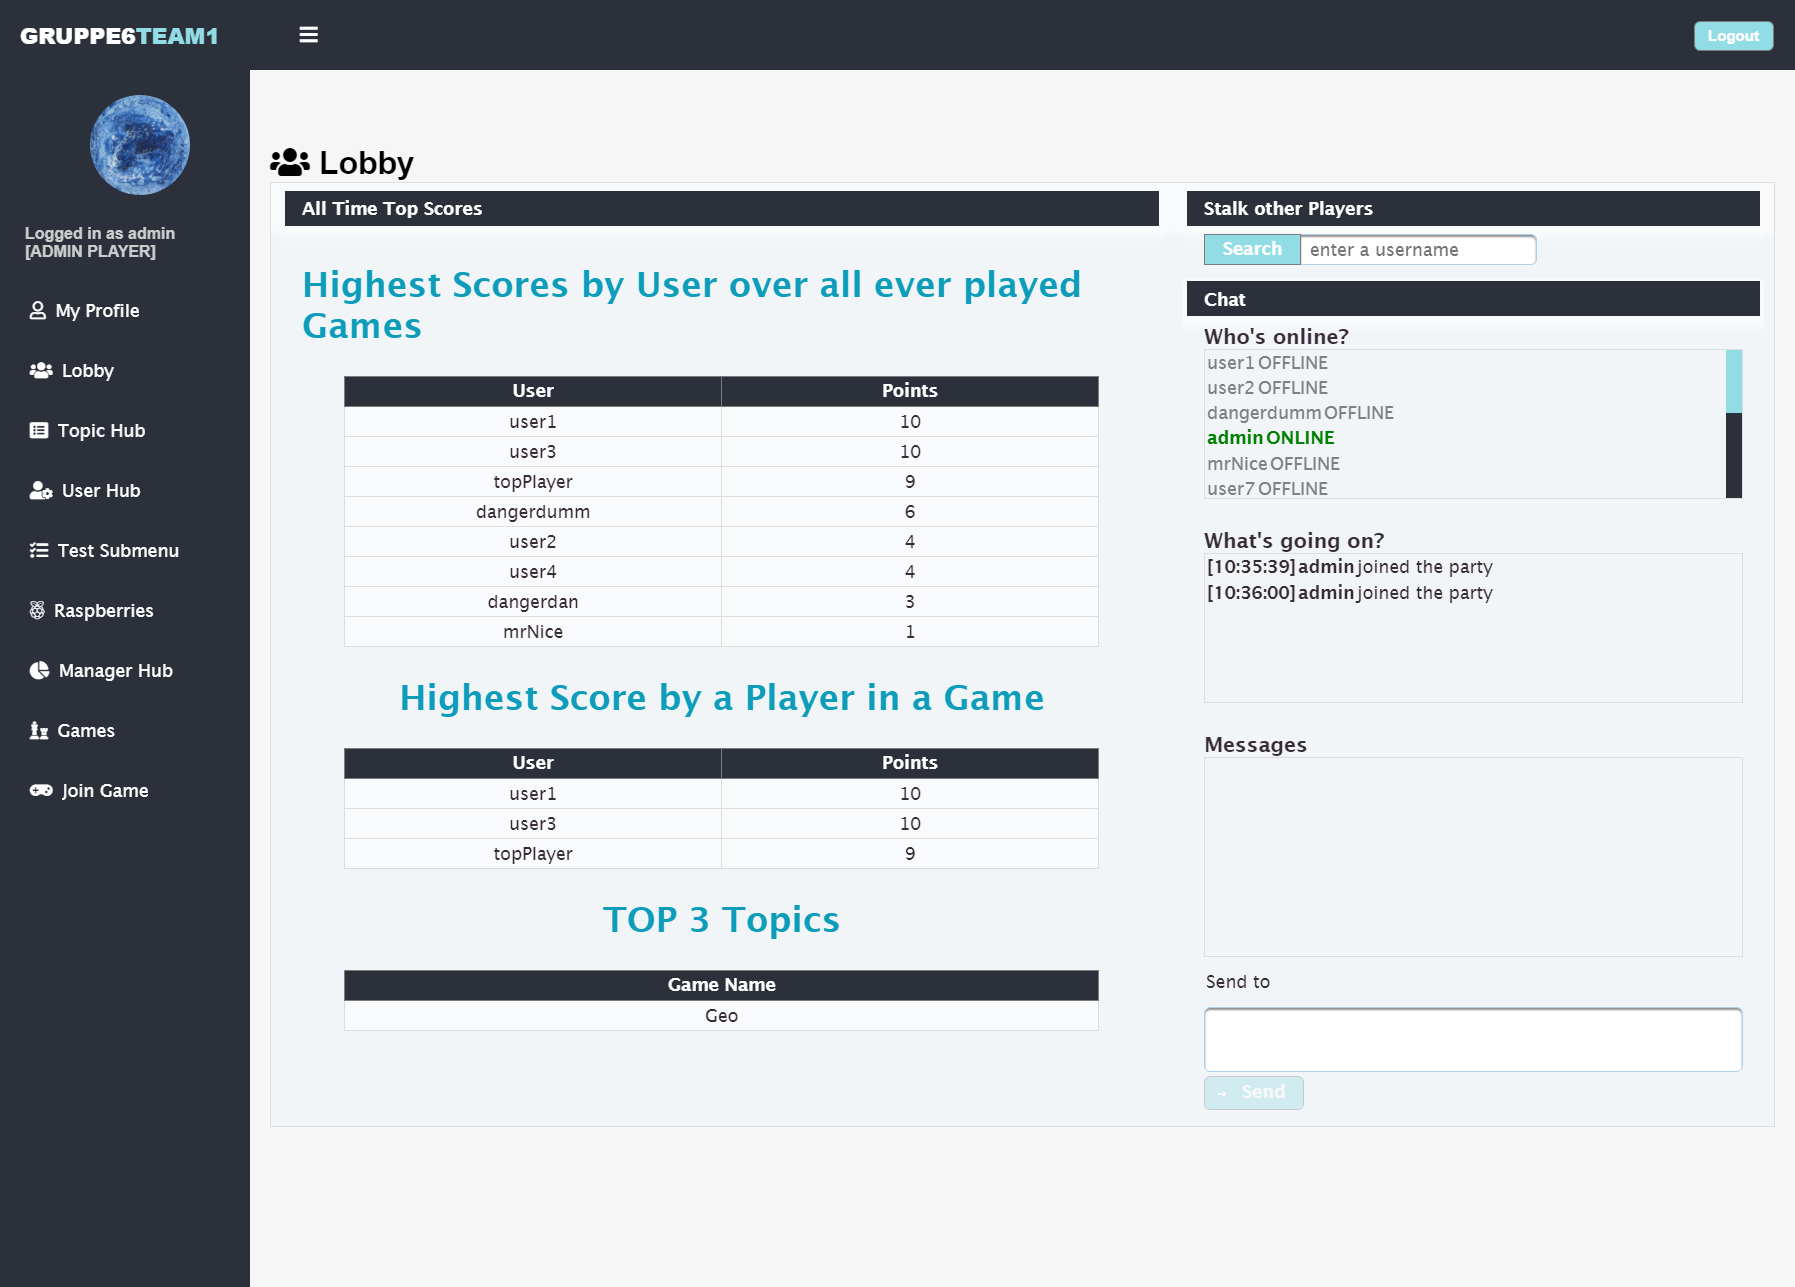 GRUPPE6TEAM1
Logout
Logged in as admin
[ADMIN PLAYER]
My Profile
Lobby
Topic Hub
User Hub
Test Submenu
Raspberries
Manager Hub
Games
Join Game
Lobby
All Time Top Scores
Highest Scores by User over all ever played
Games
User Points
user1 10
user3 10
topPlayer 9
dangerdumm 6
user2 4
user4 4
dangerdan 3
mrNice 1
Highest Score by a Player in a Game
User Points
user1 10
user3 10
topPlayer 9
TOP 3 Topics
Game Name
Geo
Stalk other Players
Search enter a username
Chat
Who's online?
user1 OFFLINE
user2 OFFLINE
dangerdumm OFFLINE
admin ONLINE
mrNice OFFLINE
user7 OFFLINE
What's going on?
[10:35:39] admin joined the party
[10:36:00] admin joined the party
Messages
Send to
Send